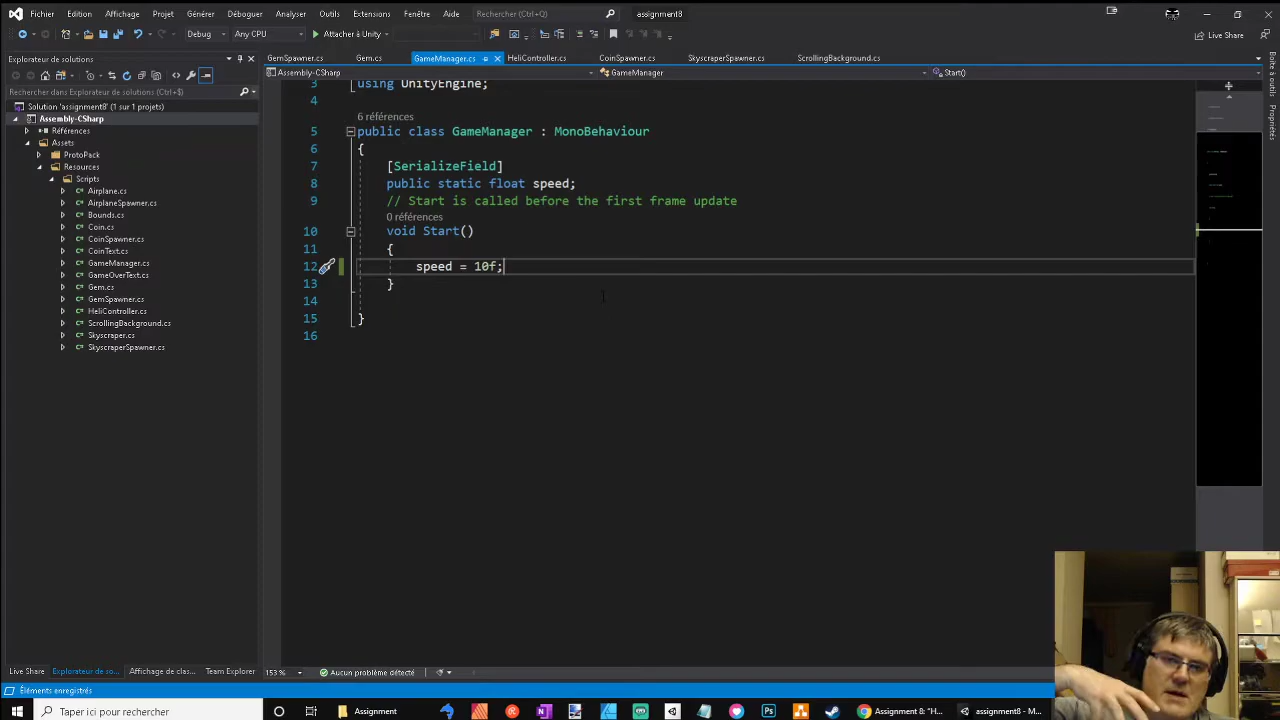 Fichier Edition Affichage Projet Générer Déboguer Analyser Outils Extensions Fenêtre Aide Rechercher (Ctrl+Q) assignment8
Debug Any CPU Attacher à Unity Live Share
Explorateur de solutions
Rechercher dans Explorateur de solutions (Ctrl+$)
Solution 'assignment8' (1 sur 1 projets)
Assembly-CSharp
Références
Assets
ProtoPack
Resources
Scripts
Airplane.cs
AirplaneSpawner.cs
Bounds.cs
Coin.cs
CoinSpawner.cs
CoinText.cs
GameManager.cs
GameOverText.cs
Gem.cs
GemSpawner.cs
HeliController.cs
ScrollingBackground.cs
Skyscraper.cs
SkyscraperSpawner.cs
GemSpawner.cs Gem.cs GameManager.cs HeliController.cs CoinSpawner.cs SkyscraperSpawner.cs ScrollingBackground.cs
Assembly-CSharp GameManager Start()
3 using UnityEngine;
4
6 références
5 public class GameManager : MonoBehaviour
6 {
7 [SerializeField]
8 public static float speed;
9 // Start is called before the first frame update
0 références
10 void Start()
11 {
12 speed = 10f;
13 }
14
15 }
16
Boîte à outils
Propriétés
153 % Aucun problème détecté
Live Share Explorateur de so... Affichage de clas... Team Explorer
Éléments enregistrés
Taper ici pour rechercher Assignment Assignment 8: "H... assignment8 - M...